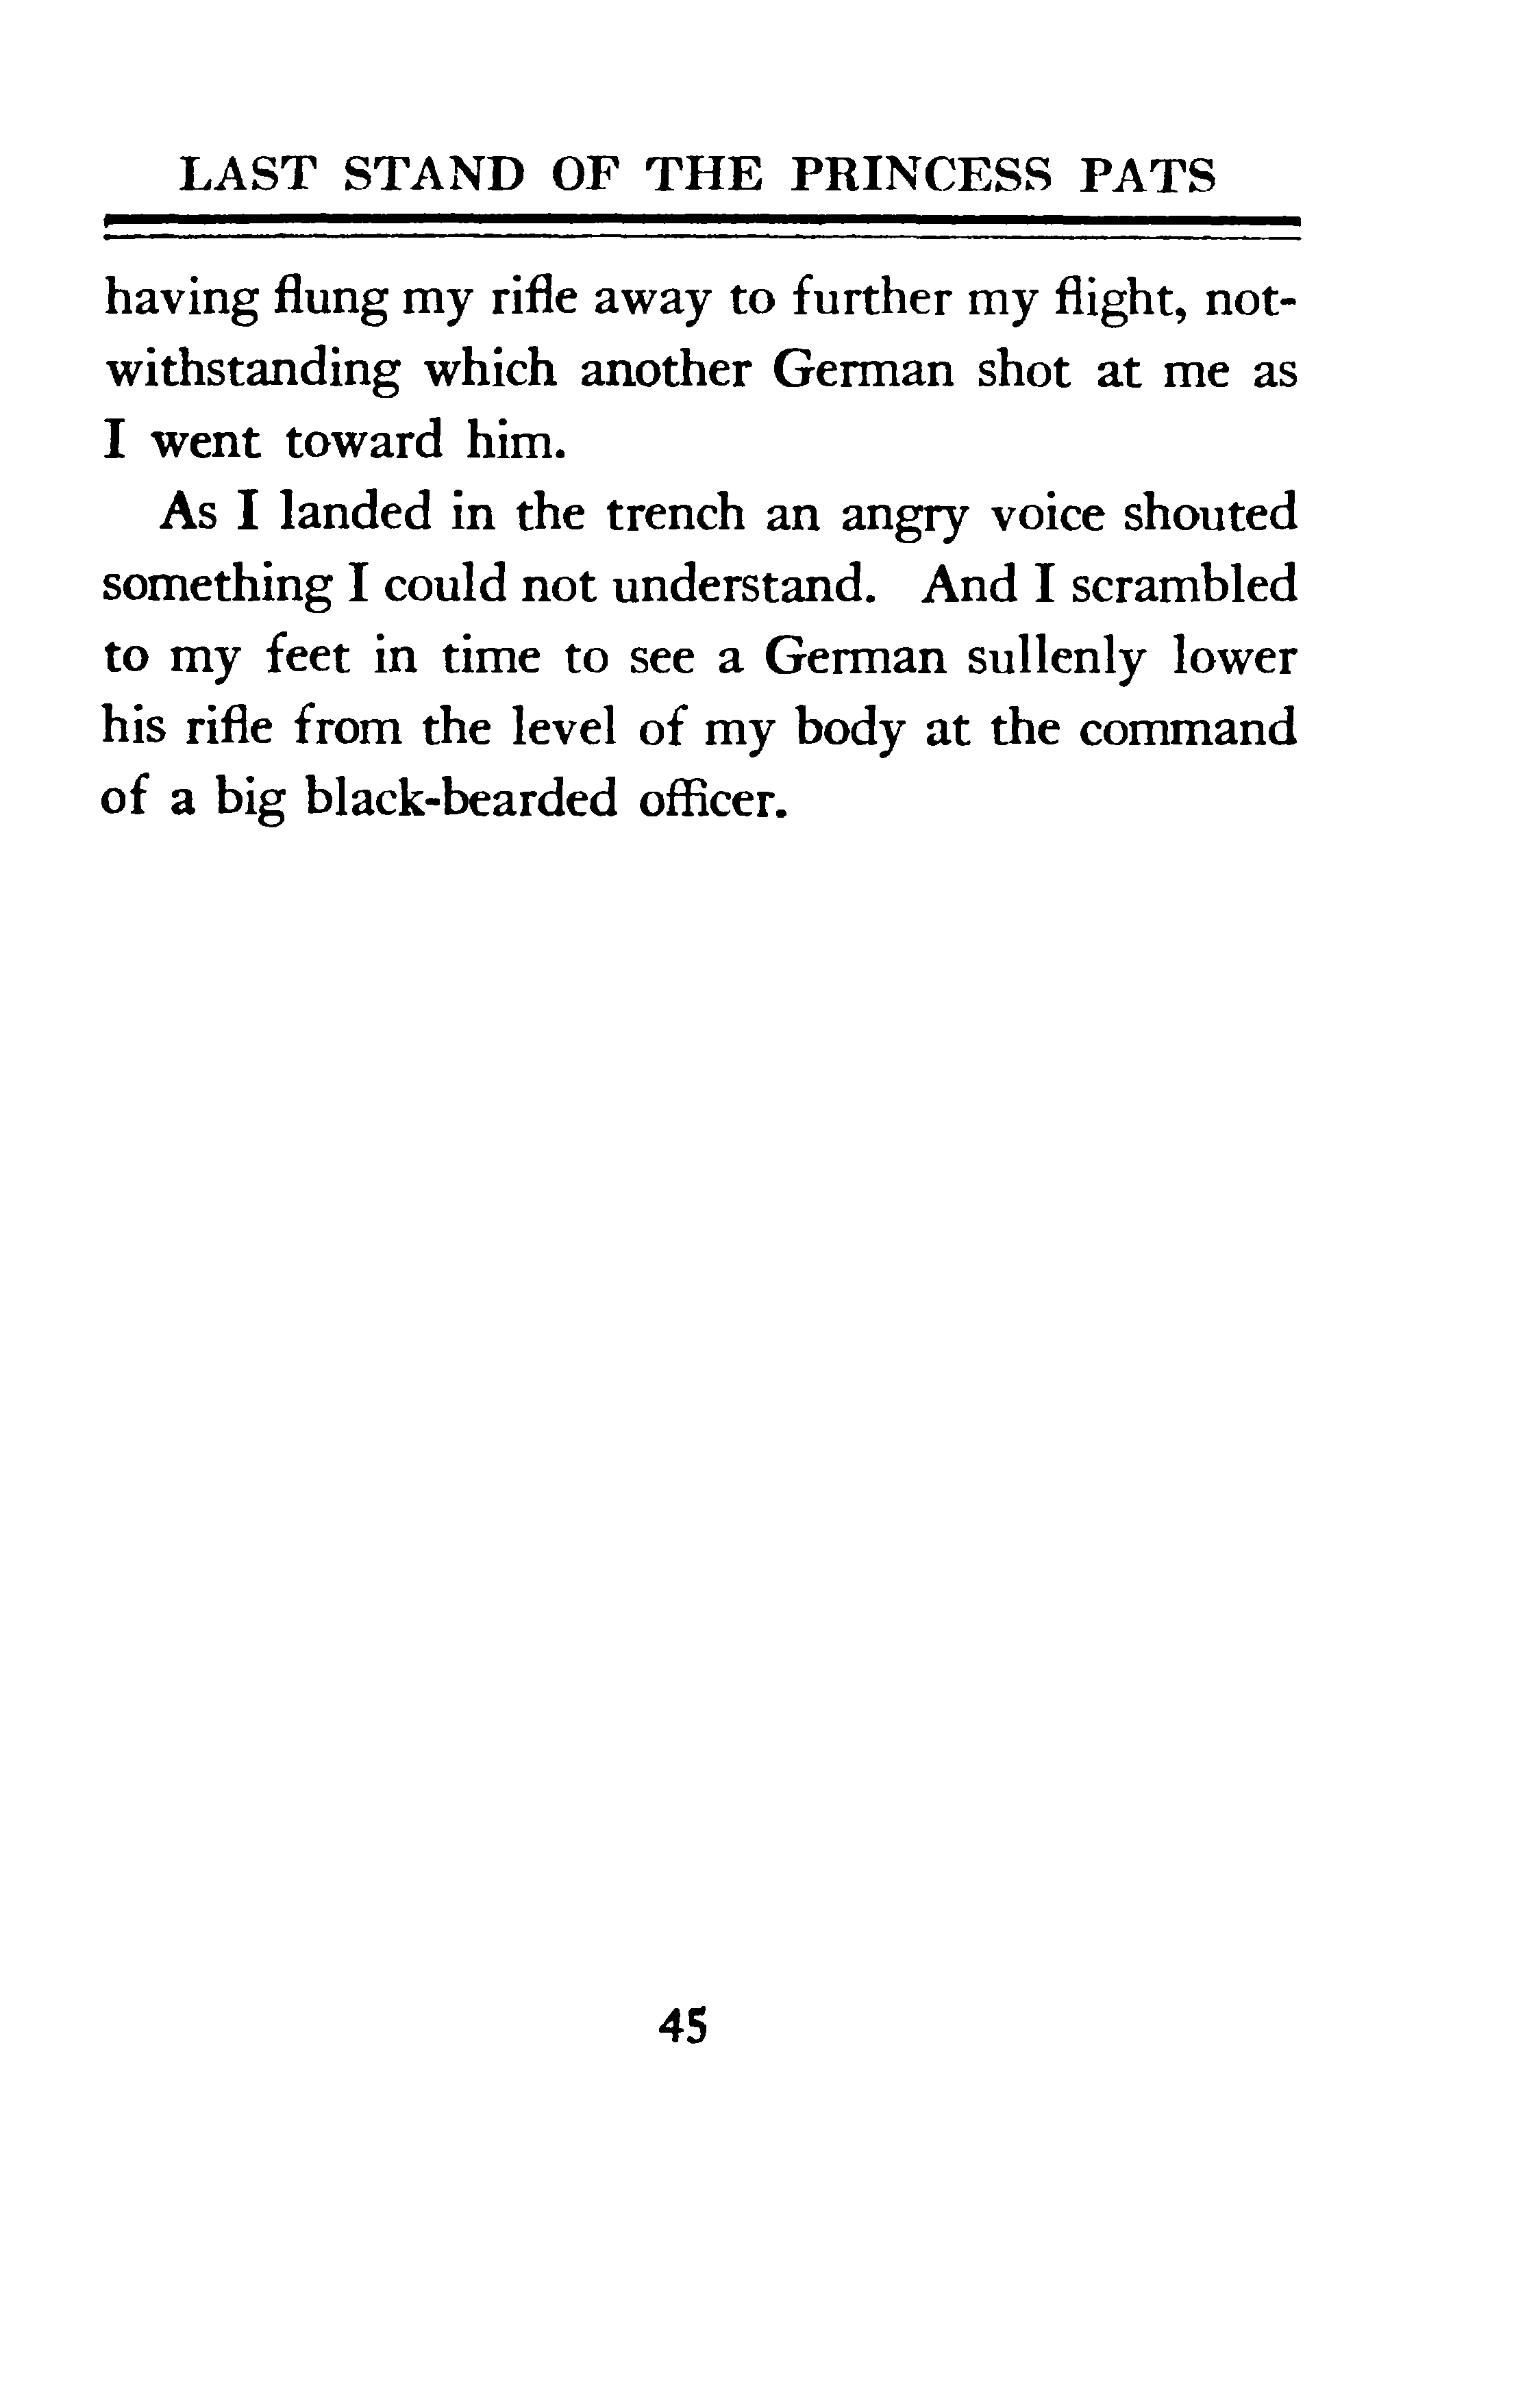 LAST STAND OF THE PRINCESS PATS
having flung my rifle away to further my flight, not-
withstanding which another German shot at me as
I went toward him.
As I landed in the trench an angry voice shouted
something I could not understand. And I scrambled
to my feet in time to see a German sullenly lower
his rifle from the level of my body at the command
of a big black-bearded officer.
45